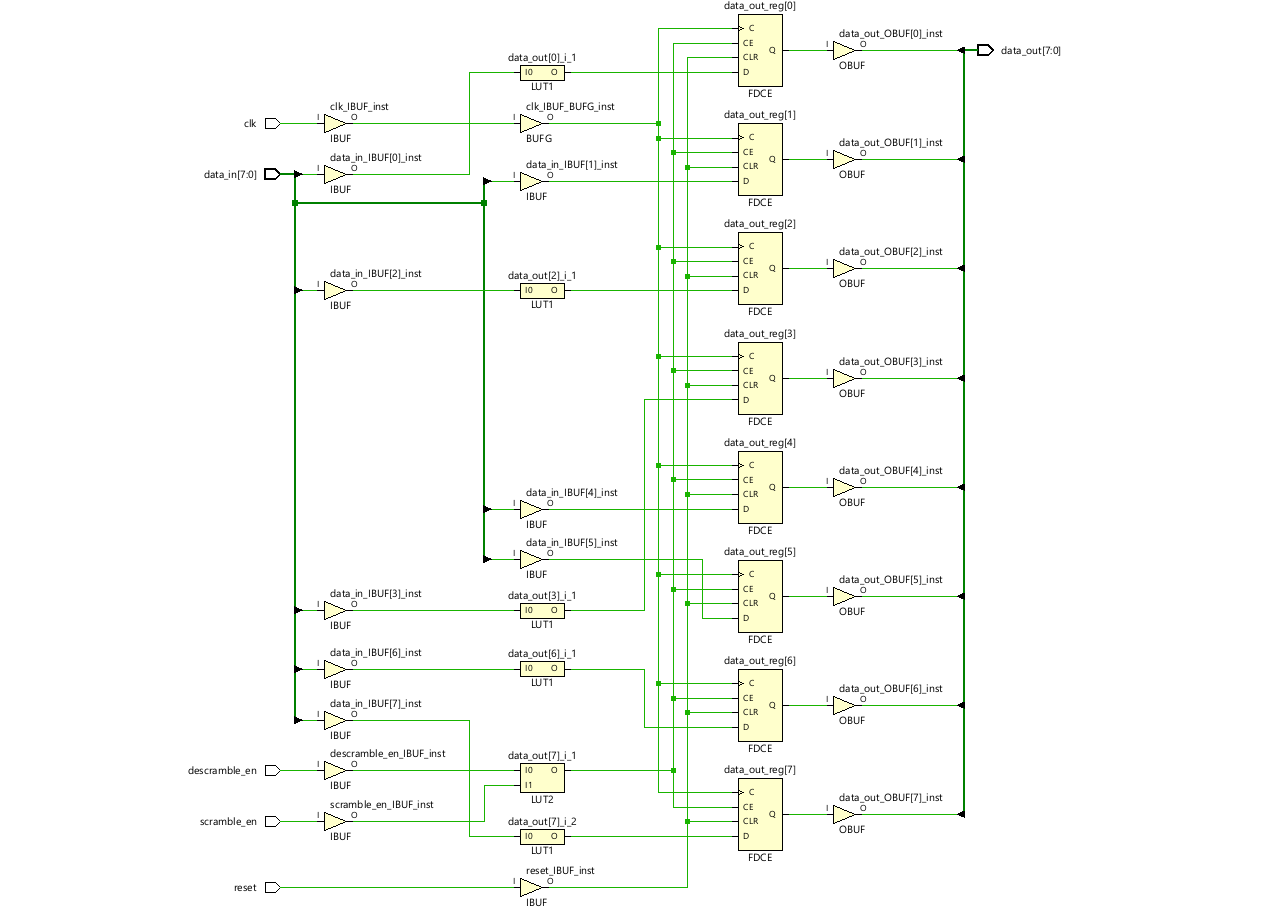 data_out_reg[0]
C
CE
CLR
D
Q
FDCE
data_out_OBUF[0]_inst
I
O
OBUF
data_out[7:0]
data_out[0]_i_1
I0
O
LUT1
clk
clk_IBUF_inst
I
O
IBUF
clk_IBUF_BUFG_inst
I
O
BUFG
data_out_reg[1]
C
CE
CLR
D
Q
FDCE
data_out_OBUF[1]_inst
I
O
OBUF
data_in[7:0]
data_in_IBUF[0]_inst
I
O
IBUF
data_in_IBUF[1]_inst
I
O
IBUF
data_out_reg[2]
C
CE
CLR
D
Q
FDCE
data_out_OBUF[2]_inst
I
O
OBUF
data_in_IBUF[2]_inst
I
O
IBUF
data_out[2]_i_1
I0
O
LUT1
data_out_reg[3]
C
CE
CLR
D
Q
FDCE
data_out_OBUF[3]_inst
I
O
OBUF
data_out_reg[4]
C
CE
CLR
D
Q
FDCE
data_out_OBUF[4]_inst
I
O
OBUF
data_in_IBUF[4]_inst
I
O
IBUF
data_in_IBUF[5]_inst
I
O
IBUF
data_out_reg[5]
C
CE
CLR
D
Q
FDCE
data_out_OBUF[5]_inst
I
O
OBUF
data_in_IBUF[3]_inst
I
O
IBUF
data_out[3]_i_1
I0
O
LUT1
data_in_IBUF[6]_inst
I
O
IBUF
data_out[6]_i_1
I0
O
LUT1
data_out_reg[6]
C
CE
CLR
D
Q
FDCE
data_out_OBUF[6]_inst
I
O
OBUF
data_in_IBUF[7]_inst
I
O
IBUF
descramble_en
descramble_en_IBUF_inst
I
O
IBUF
data_out[7]_i_1
I0
O
I1
LUT2
data_out_reg[7]
C
CE
CLR
D
Q
FDCE
data_out_OBUF[7]_inst
I
O
OBUF
scramble_en
scramble_en_IBUF_inst
I
O
IBUF
data_out[7]_i_2
I0
O
LUT1
reset
reset_IBUF_inst
I
O
IBUF